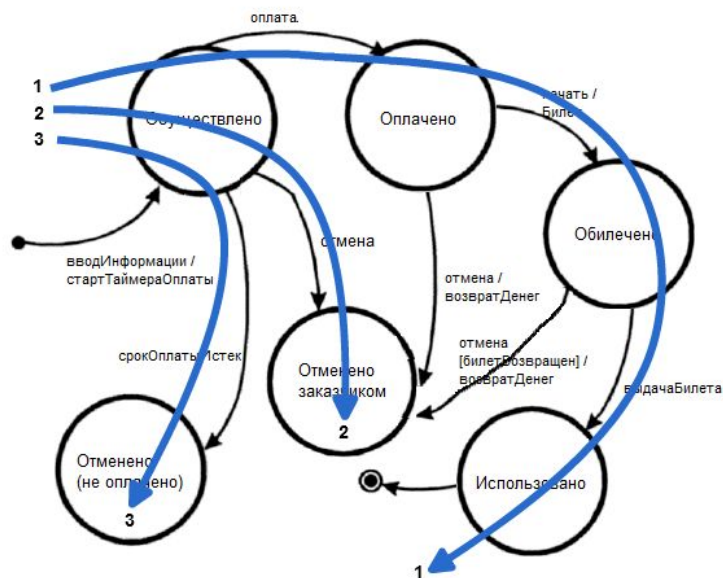 оплата.
1
2
3
Осуществлено
Оплачено
печать /
Билет
Обилечено
вводИнформации /
стартТаймераОплаты
отмена
отмена /
возвратДенег
отмена
[билетВозвращен] /
возвратДенег
срокОплатыИстек
Отменено
заказчиком
2
выдачаБилета
Отменено
(не оплачено)
3
Использовано
1